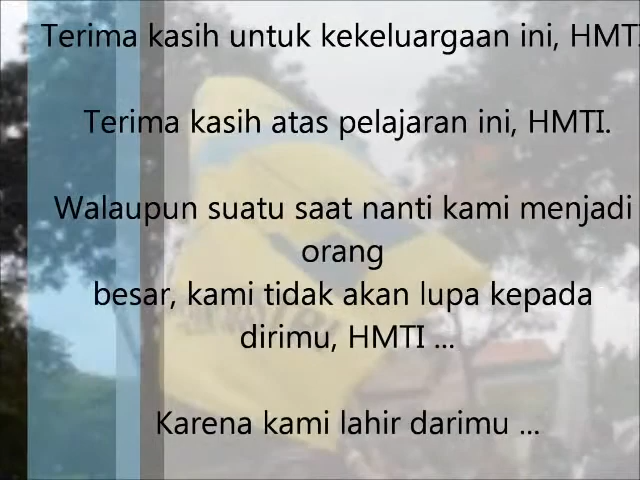 Terima kasih untuk kekeluargaan ini, HMT
Terima kasih atas pelajaran ini, HMTI.
Walaupun suatu saat nanti kami menjadi
orang
besar, kami tidak akan lupa kepada
dirimu, HMTI ...
Karena kami lahir darimu ...